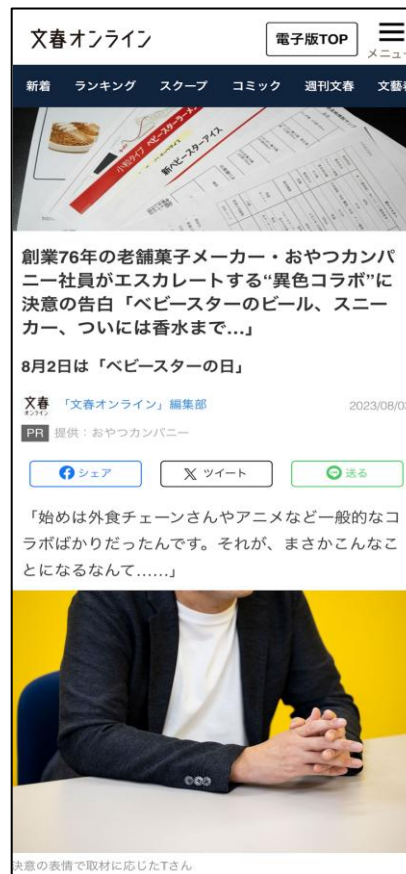 文春オンライン
電子版TOP
メニュー
新着 ランキング スクープ コミック 週刊文春 文藝春
小粒タイプ ベビースターラーメン
新ベビースターアイス
創業76年の老舗菓子メーカー・おやつカンパ
ニー社員がエスカレートする“異色コラボ”に
決意の告白「ベビースターのビール、スニー
カー、ついには香水まで…」
8月2日は「ベビースターの日」
文春
オンライン
「文春オンライン」編集部
2023/08/02
PR 提供：おやつカンパニー
シェア
ツイート
送る
「始めは外食チェーンさんやアニメなど一般的なコ
ラボばかりだったんです。それが、まさかこんなこ
とになるなんて……」
決意の表情で取材に応じたTさん